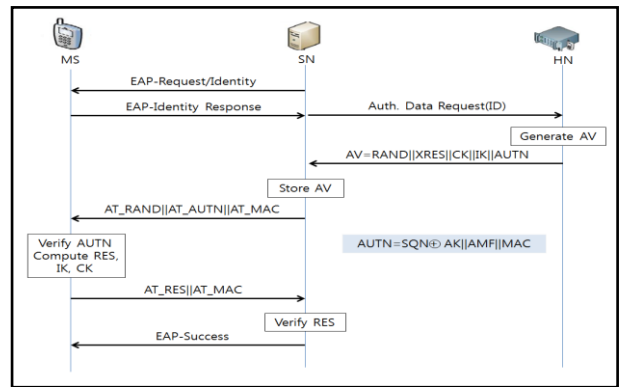 MS
SN
HN
EAP-Request/Identity
EAP-Identity Response
Auth. Data Request(ID)
Generate AV
AV=RAND||XRES||CK||IK||AUTN
Store AV
AT_RAND||AT_AUTN||AT_MAC
Verify AUTN
Compute RES,
IK, CK
AUTN=SQN⊕ AK||AMF||MAC
AT_RES||AT_MAC
Verify RES
EAP-Success